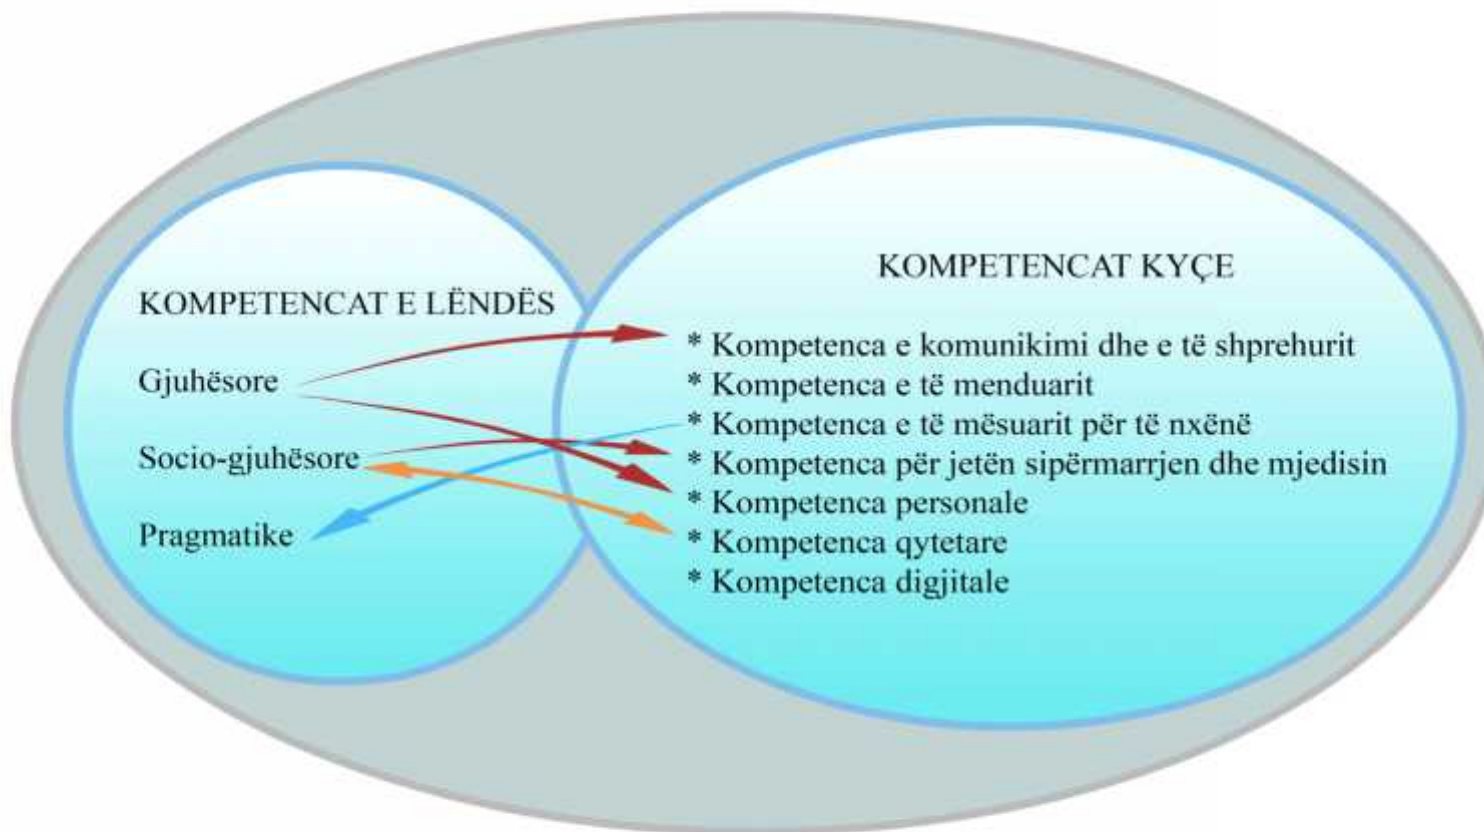 KOMPETENCAT E LËNDËS
Gjuhësore
Socio-gjuhësore
Pragmatike
KOMPETENCAT KYÇE
* Kompetenca e komunikimi dhe e të shprehurit
* Kompetenca e të menduarit
* Kompetenca e të mësuarit për të nxënë
* Kompetenca për jetën sipërmarrjen dhe mjedisin
* Kompetenca personale
* Kompetenca qytetare
* Kompetenca digjitale